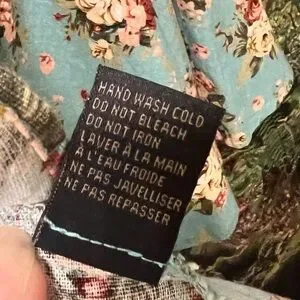 HAND WASH COLD
DO NOT BLEACH
DO NOT IRON
LAVER À LA MAIN
À L'EAU FROIDE
NE PAS JAVELLISER
NE PAS REPASSER